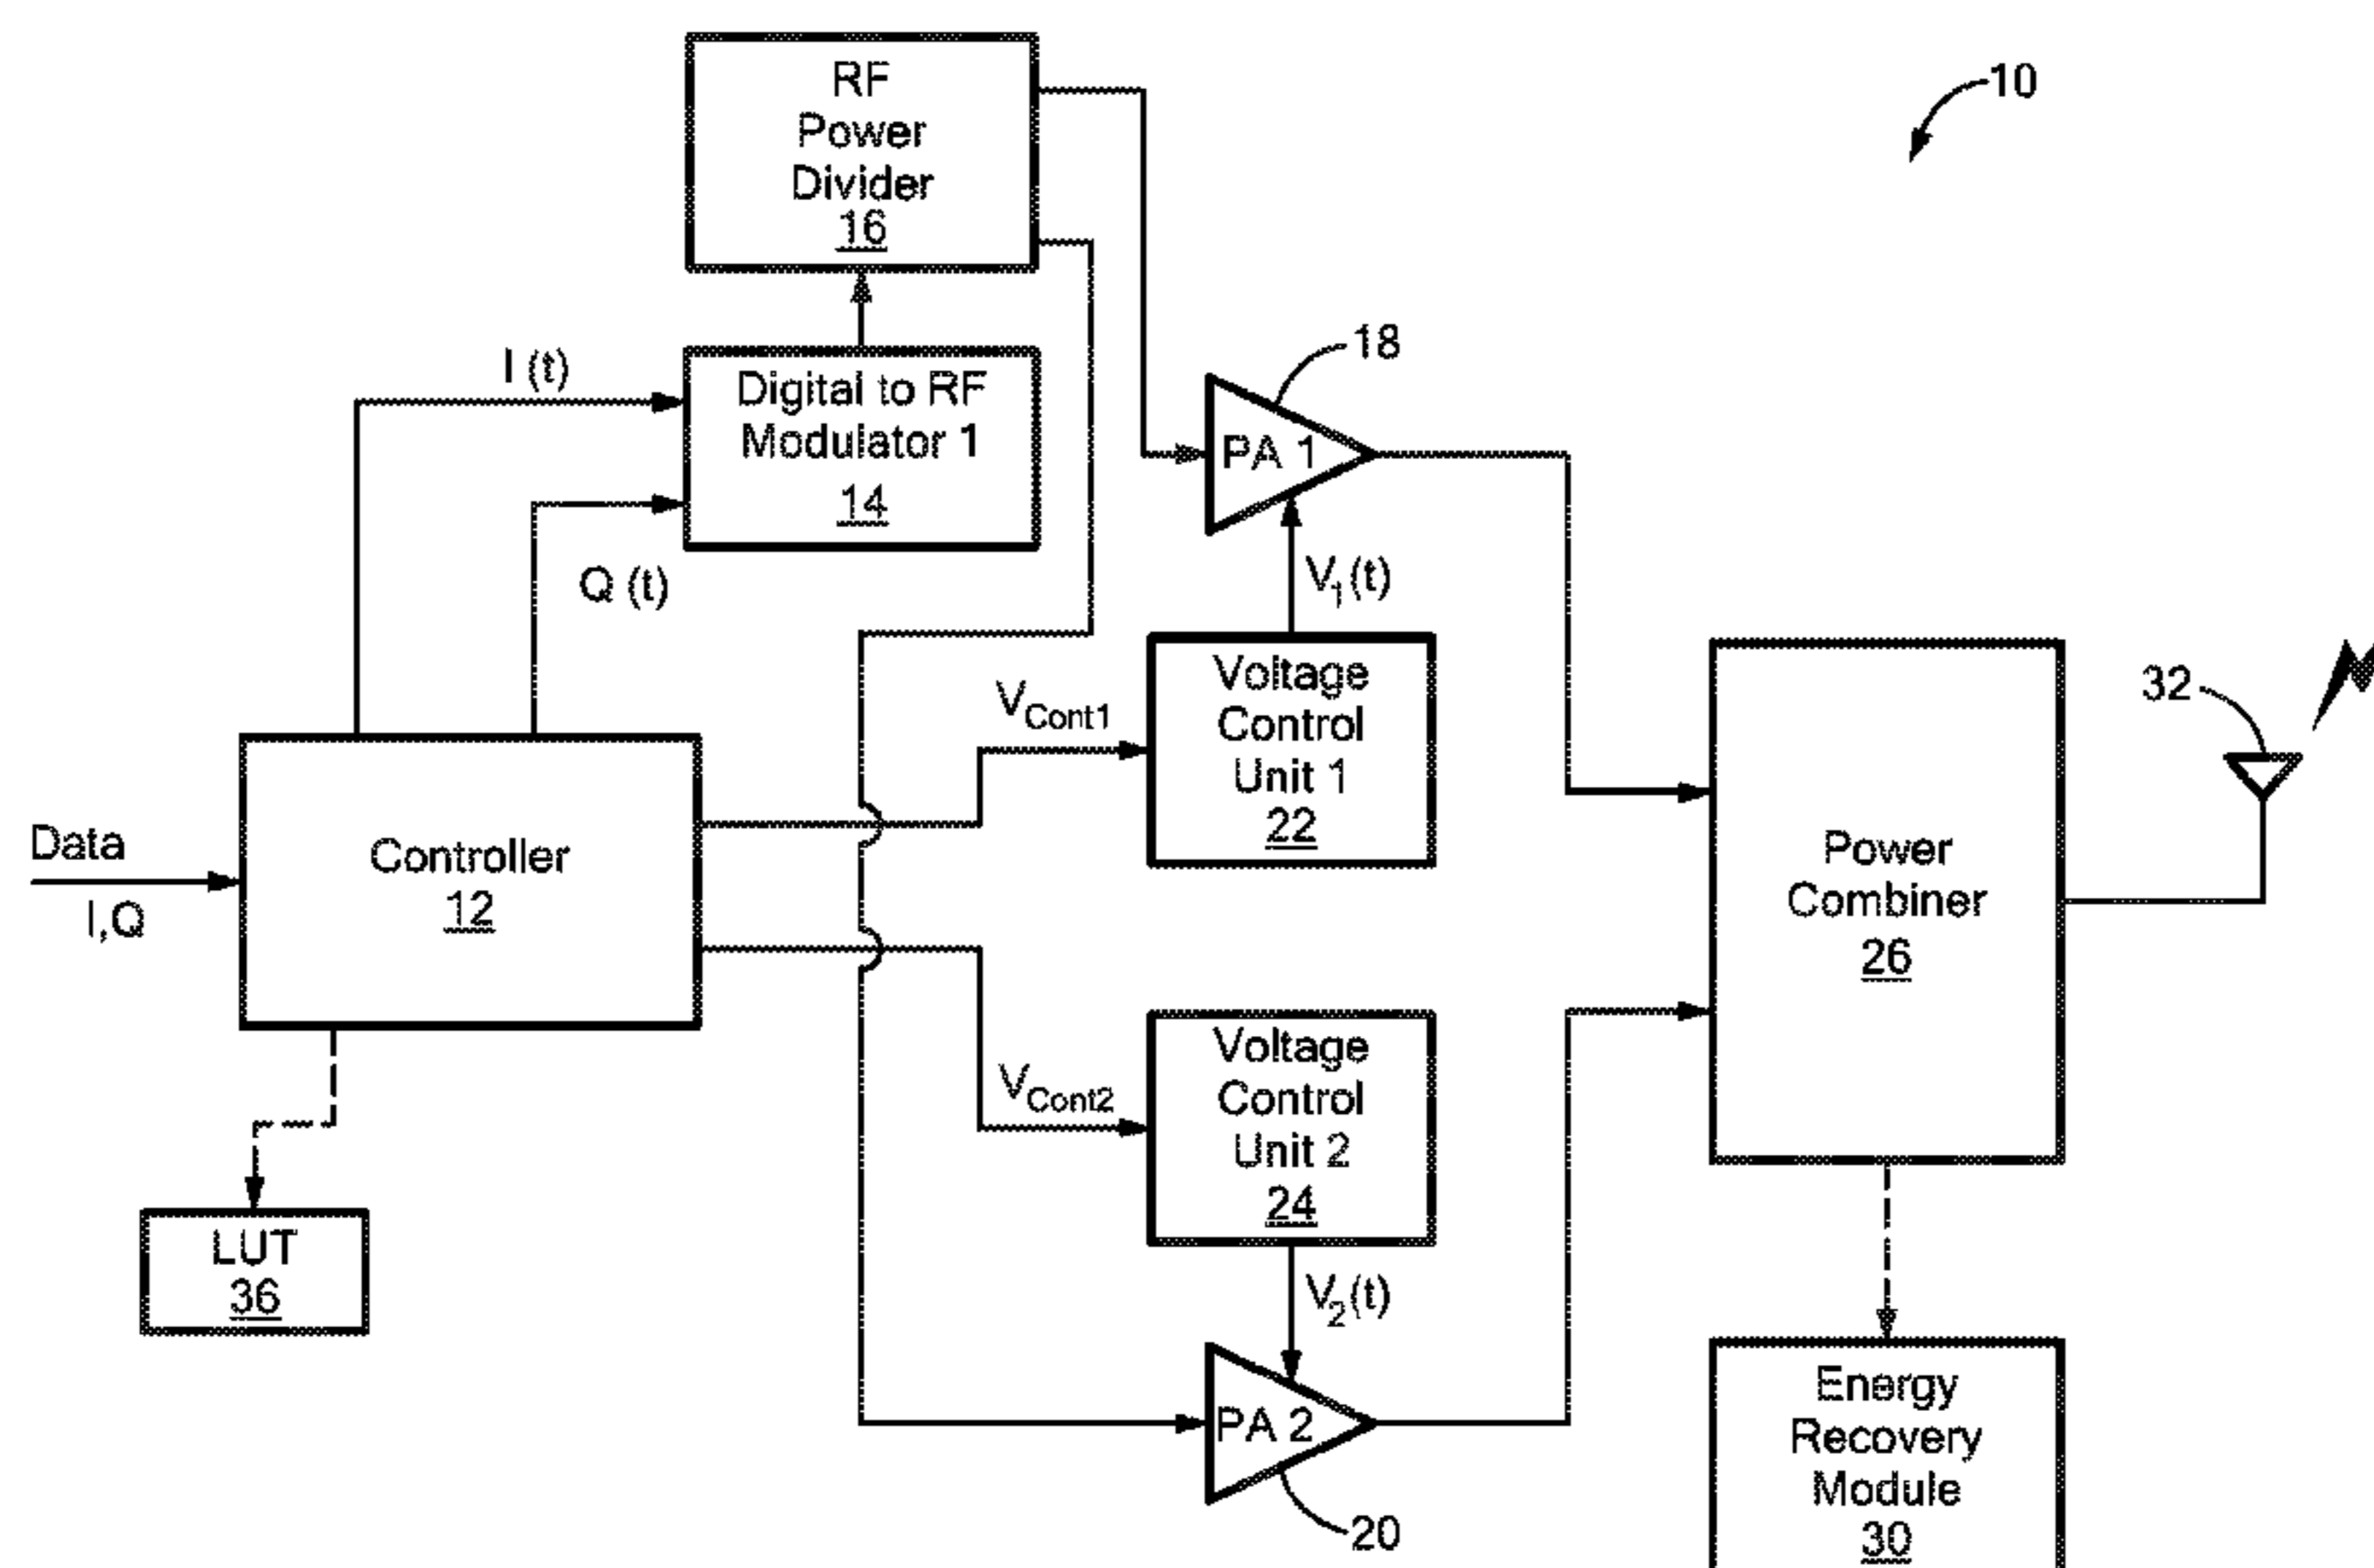 RF
Power
Divider
16
10
I (t)
Digital to RF
Modulator 1
14
Q (t)
18
PA 1
V1(t)
Voltage
Control
Unit 1
22
VCont1
32
Data
I,Q
Controller
12
Power
Combiner
26
VCont2
Voltage
Control
Unit 2
24
LUT
36
V2(t)
PA 2
20
Energy
Recovery
Module
30